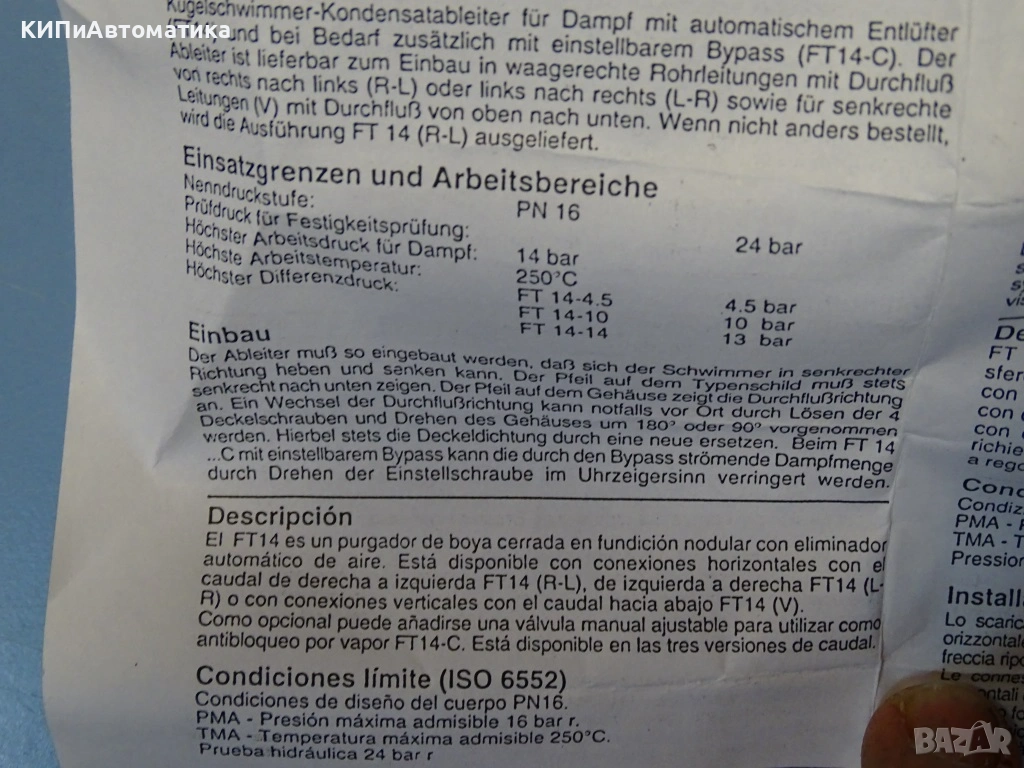 КИПиАвтоматика
Kugelschwimmer-Kondensatableiter für Dampf mit automatischem Entlüfter
und bei Bedarf zusätzlich mit einstellbarem Bypass (FT14-C). Der
Ableiter ist lieferbar zum Einbau in waagerechte Rohrleitungen mit Durchfluß
von rechts nach links (R-L) oder links nach rechts (L-R) sowie für senkrechte
Leitungen (V) mit Durchfluß von oben nach unten. Wenn nicht anders bestellt,
wird die Ausführung FT 14 (R-L) ausgeliefert.
Einsatzgrenzen und Arbeitsbereiche
Nenndruckstufe: PN 16
Prüfdruck für Festigkeitsprüfung: 24 bar
Höchster Arbeitsdruck für Dampf: 14 bar
Höchste Arbeitstemperatur: 250°C
Höchster Differenzdruck: FT 14-4.5 4.5 bar
FT 14-10 10 bar
FT 14-14 13 bar
Einbau
Der Ableiter muß so eingebaut werden, daß sich der Schwimmer in senkrechter
Richtung heben und senken kann. Der Pfeil auf dem Typenschild muß stets
senkrecht nach unten zeigen. Der Pfeil auf dem Gehäuse zeigt die Durchflußrichtung
an. Ein Wechsel der Durchflußrichtung kann notfalls vor Ort durch Lösen der 4
Deckelschrauben und Drehen des Gehäuses um 180° oder 90° vorgenommen
werden. Hierbei stets die Deckeldichtung durch eine neue ersetzen. Beim FT 14
...C mit einstellbarem Bypass kann die durch den Bypass strömende Dampfmenge
durch Drehen der Einstellschraube im Uhrzeigersinn verringert werden.
Descripción
El FT14 es un purgador de boya cerrada en fundición nodular con eliminador
automático de aire. Está disponible con conexiones horizontales con el
caudal de derecha a izquierda FT14 (R-L), de izquierda a derecha FT14 (L-
R) o con conexiones verticales con el caudal hacia abajo FT14 (V).
Como opcional puede añadirse una válvula manual ajustable para utilizar como
antibloqueo por vapor FT14-C. Está disponible en las tres versiones de caudal.
Condiciones límite (ISO 6552)
Condiciones de diseño del cuerpo PN16.
PMA - Presión máxima admisible 16 bar r.
TMA - Temperatura máxima admisible 250°C.
Prueba hidráulica 24 bar r
De
FT
sfer
con
con
con
richie
a rego
Cond
Condiz
PMA - P
TMA - T
Pression
Installa
Lo scaric
orizzontale
freccia ripo
Le connes
BAZAR